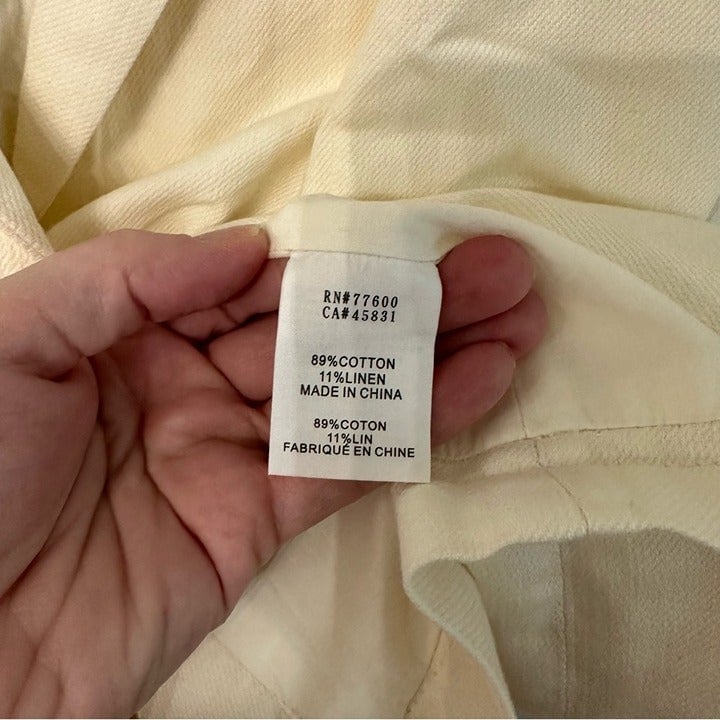 RN#77600
CA#45831
89%COTTON
11%LINEN
MADE IN CHINA
89%COTON
11%LIN
FABRIQUÉ EN CHINE